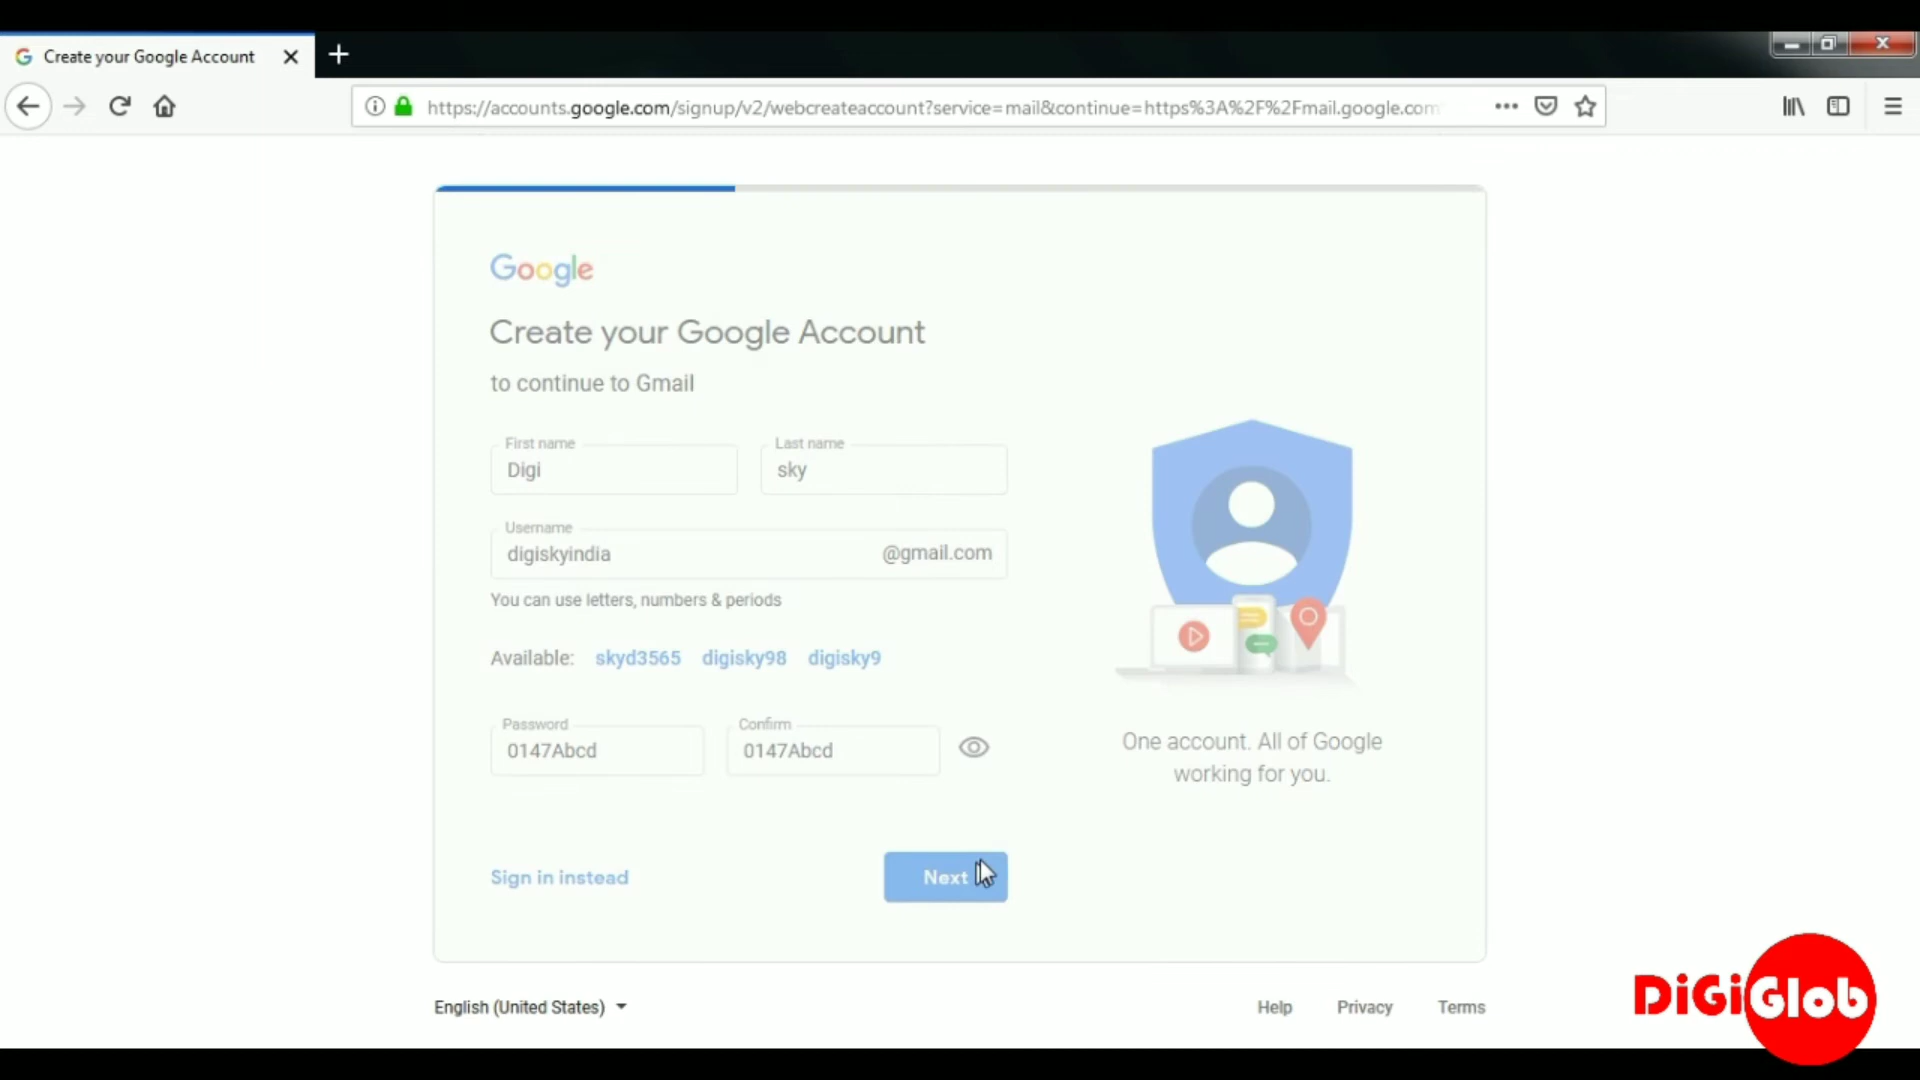 Create your Google Account
https://accounts.google.com/signup/v2/webcreateaccount?service=mail&continue=https%3A%2F%2Fmail.google.com
Google
Create your Google Account
to continue to Gmail
First name
Last name
Digi
sky
Username
digiskyindia
@gmail.com
You can use letters, numbers & periods
Available: skyd3565 digisky98 digisky9
Password
Confirm
0147Abcd
0147Abcd
One account. All of Google
working for you.
Sign in instead
Next
English (United States)
Help
Privacy
Terms
DiGiGlob